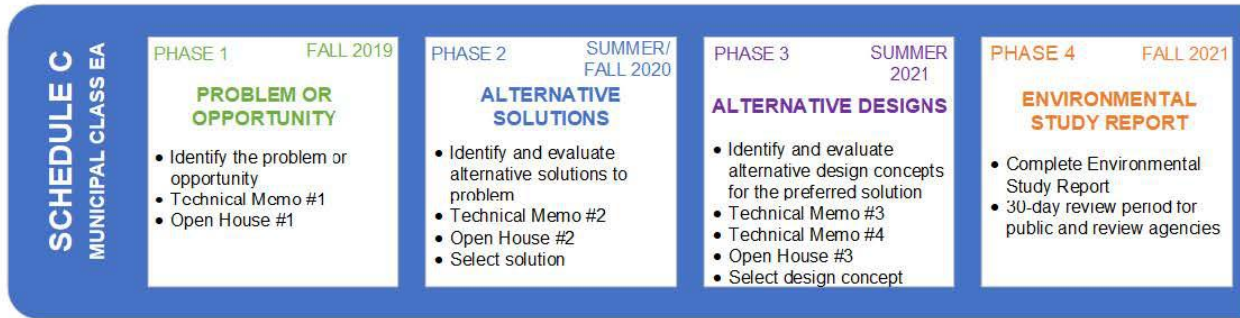 SCHEDULE C
MUNICIPAL CLASS EA
PHASE 1
FALL 2019
PROBLEM OR
OPPORTUNITY
• Identify the problem or
opportunity
• Technical Memo #1
• Open House #1
PHASE 2
SUMMER/
FALL 2020
ALTERNATIVE
SOLUTIONS
• Identify and evaluate
alternative solutions to
problem
• Technical Memo #2
• Open House #2
• Select solution
PHASE 3
SUMMER
2021
ALTERNATIVE DESIGNS
• Identify and evaluate
alternative design concepts
for the preferred solution
• Technical Memo #3
• Technical Memo #4
• Open House #3
• Select design concept
PHASE 4
FALL 2021
ENVIRONMENTAL
STUDY REPORT
• Complete Environmental
Study Report
• 30-day review period for
public and review agencies